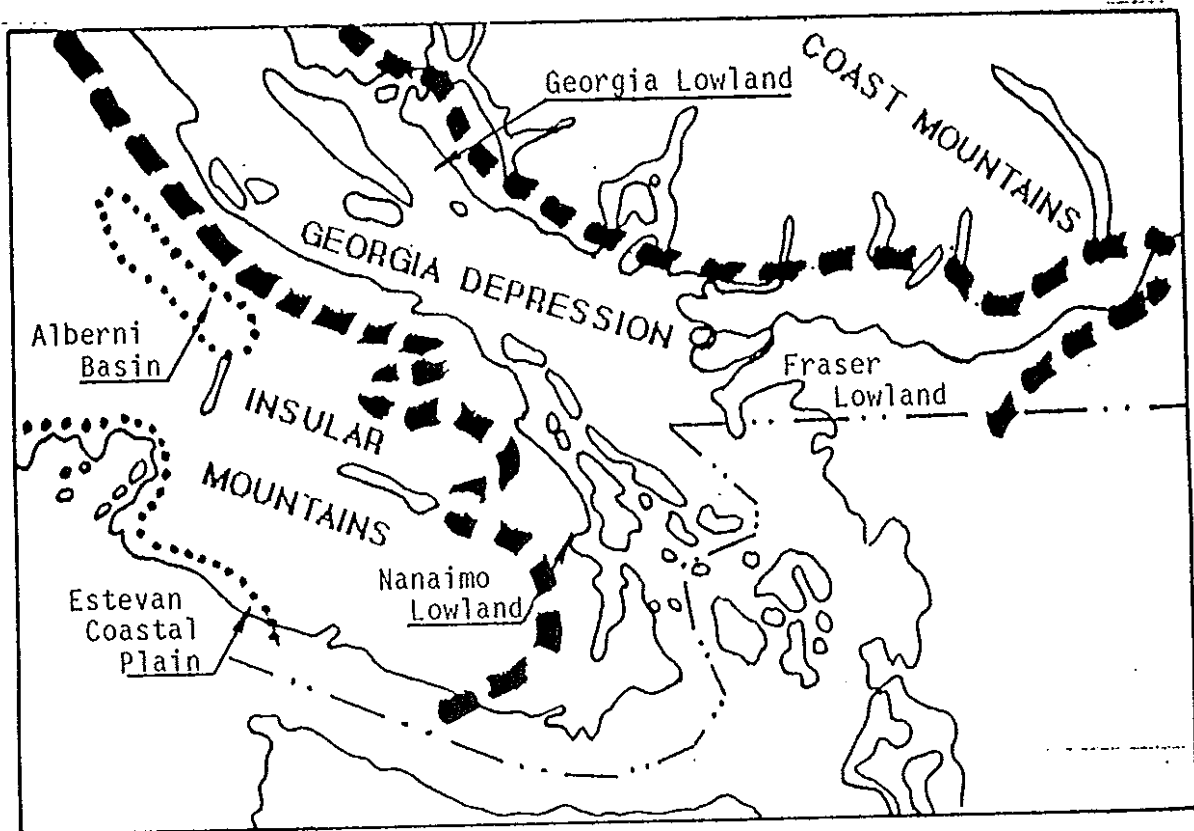 COAST MOUNTAINS
Georgia Lowland
GEORGIA DEPRESSION
Alberni
Basin
Fraser
Lowland
INSULAR
MOUNTAINS
Nanaimo
Lowland
Estevan
Coastal
Plain